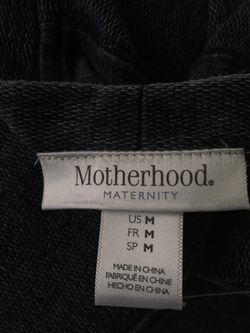 Motherhood®
MATERNITY
US M
FR M
SP M
MADE IN CHINA
FABRIQUÉ EN CHINE
HECHO EN CHINA